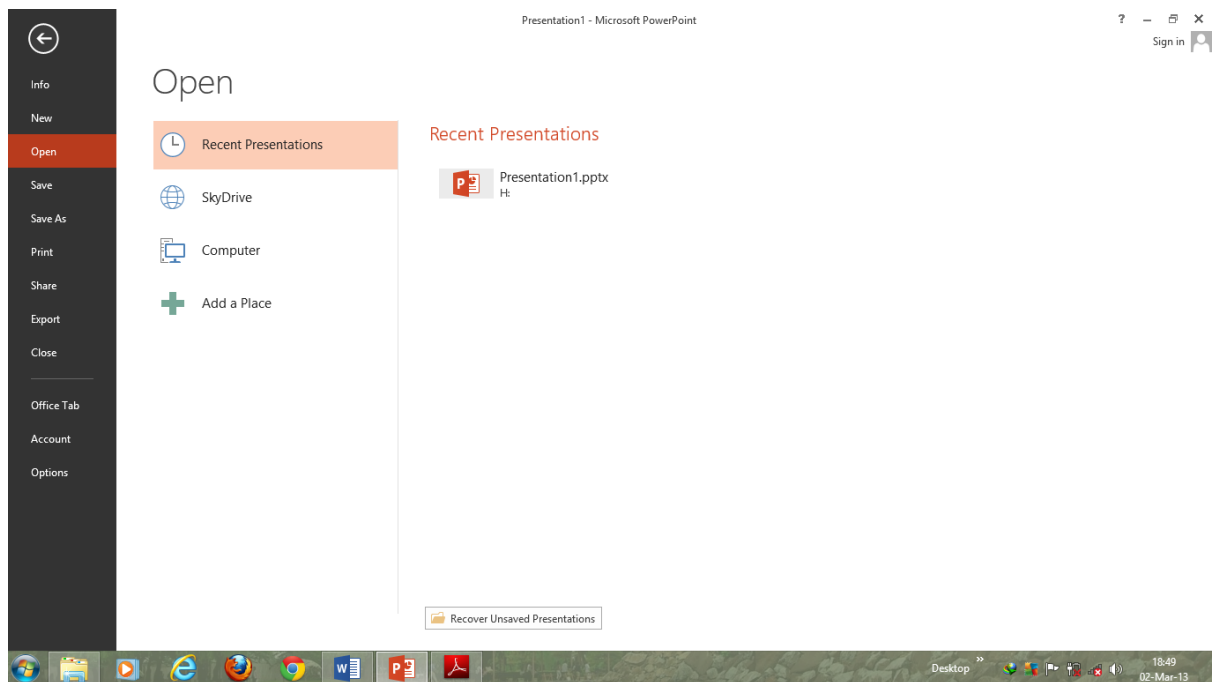 Presentation1 - Microsoft PowerPoint
?
Sign in
Info
New
Open
Save
Save As
Print
Share
Export
Close
Office Tab
Account
Options
Open
Recent Presentations
SkyDrive
Computer
Add a Place
Recent Presentations
Presentation1.pptx
H:
Recover Unsaved Presentations
Desktop »
18:49
02-Mar-13